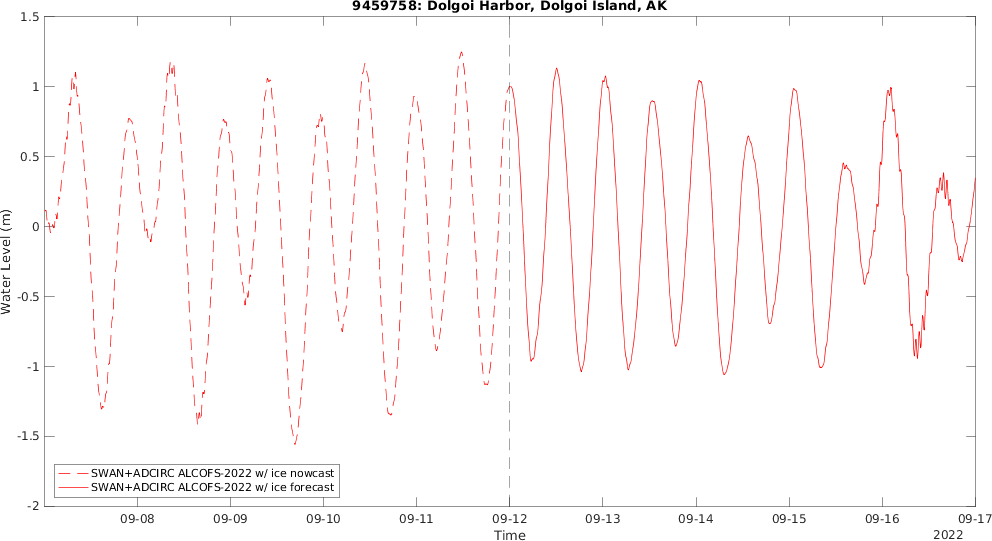 9459758: Dolgoi Harbor, Dolgoi Island, AK
1.5
1
0.5
0
-0.5
-1
-1.5
-2
Water Level (m)
SWAN+ADCIRC ALCOFS-2022 w/ ice nowcast
SWAN+ADCIRC ALCOFS-2022 w/ ice forecast
09-08 09-09 09-10 09-11 09-12 09-13 09-14 09-15 09-16 09-17
Time
2022